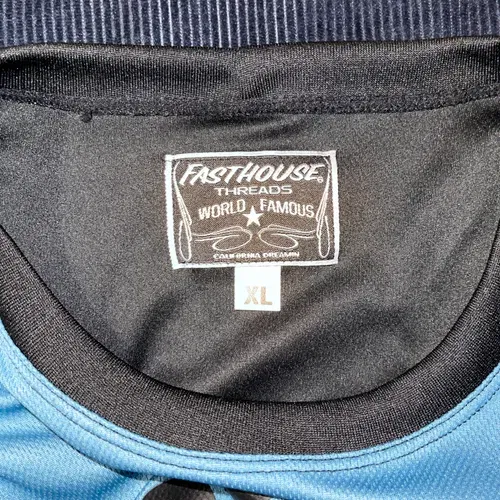 FASTHOUSE®
THREADS
WORLD ★ FAMOUS
CALIFORNIA DREAMIN
XL